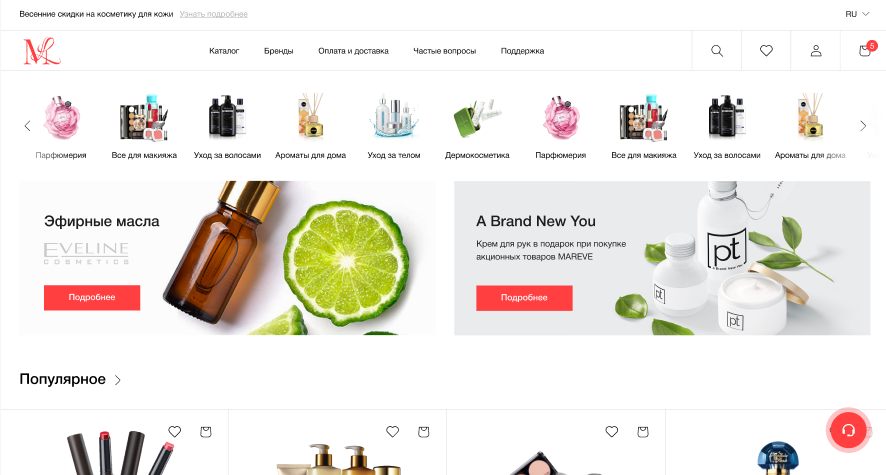 Весенние скидки на косметику для кожи Узнать подробнее
RU
ML
Каталог Бренды Оплата и доставка Частые вопросы Поддержка
5
Парфюмерия Все для макияжа Уход за волосами Ароматы для дома Уход за телом Дермокосметика Парфюмерия Все для макияжа Уход за волосами Ароматы для дома
Эфирные масла
EVELINE
COSMETICS
Подробнее
A Brand New You
Крем для рук в подарок при покупке
акционных товаров MAREVE
Подробнее
pt
pt
pt
Популярное